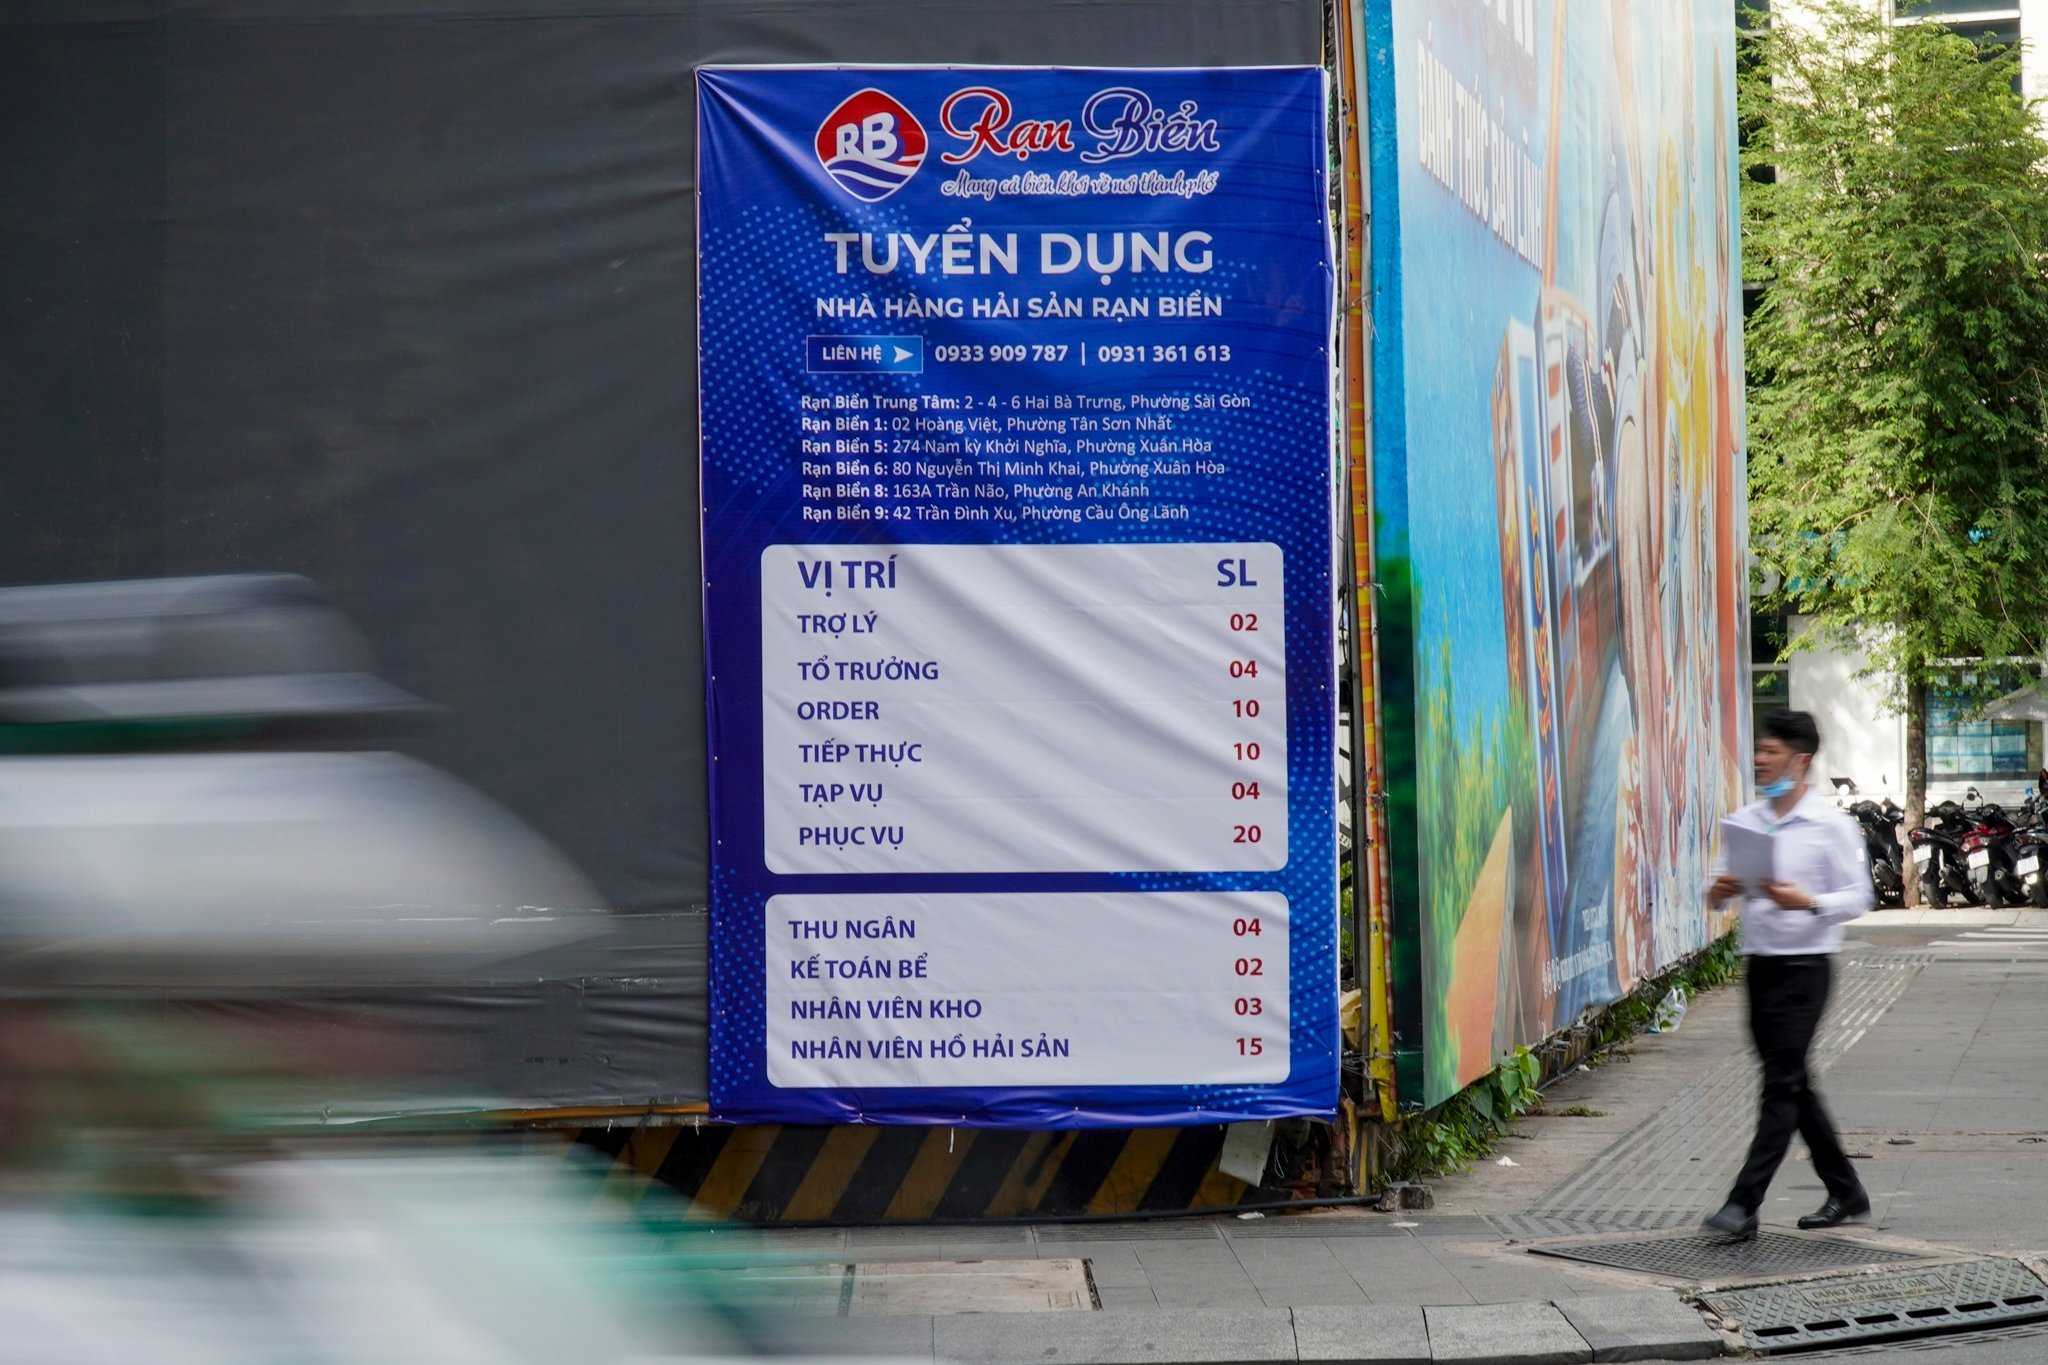 RB
Rạn Biển
Mang cả biển khơi về nơi thành phố
TUYỂN DỤNG
NHÀ HÀNG HẢI SẢN RẠN BIỂN
LIÊN HỆ 0933 909 787 | 0931 361 613
Rạn Biển Trung Tâm: 2 - 4 - 6 Hai Bà Trưng, Phường Sài Gòn
Rạn Biển 1: 02 Hoàng Việt, Phường Tân Sơn Nhất
Rạn Biển 5: 274 Nam kỳ Khởi Nghĩa, Phường Xuân Hòa
Rạn Biển 6: 80 Nguyễn Thị Minh Khai, Phường Xuân Hòa
Rạn Biển 8: 163A Trần Não, Phường An Khánh
Rạn Biển 9: 42 Trần Đình Xu, Phường Cầu Ông Lãnh
VỊ TRÍ SL
TRỢ LÝ 02
TỔ TRƯỞNG 04
ORDER 10
TIẾP THỰC 10
TẠP VỤ 04
PHỤC VỤ 20
THU NGÂN 04
KẾ TOÁN BỂ 02
NHÂN VIÊN KHO 03
NHÂN VIÊN HỒ HẢI SẢN 15
ĐÁNH THỨC BẢN LĨNH